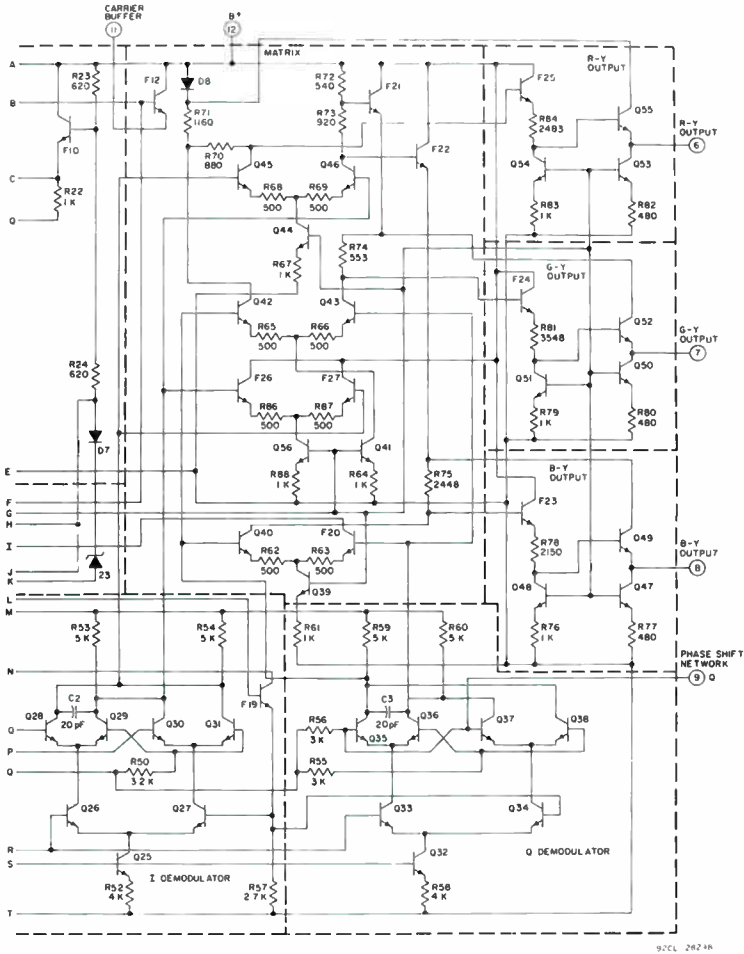 CARRIER
BUFFER
11
B+
12
MATRIX
R-Y
OUTPUT
A
R23
620
F12
D8
R72
540
F21
F25
B
R71
1160
R73
920
R84
2483
Q55
R-Y
OUTPUT
6
F10
R70
880
F22
Q45
Q46
Q54
Q53
C
R22
1K
R68
500
R69
500
R83
1K
R82
480
Q
Q44
R67
1K
R74
553
G-Y
OUTPUT
F24
Q42
Q43
R81
3548
Q52
G-Y
OUTPUT
7
R65
500
R66
500
R24
620
F26
F27
Q51
Q50
R86
500
R87
500
R79
1K
R80
480
D7
Q56
Q41
B-Y
OUTPUT
E
R88
1K
R64
1K
R75
2448
F23
F
G
H
Q40
F20
R78
2150
Q49
B-Y
OUTPUT
8
I
R62
500
R63
500
J
K
23
Q39
Q48
Q47
L
M
R53
5K
R54
5K
R61
1K
R59
5K
R60
5K
R76
1K
R77
480
N
PHASE SHIFT
NETWORK
9 Q
C2
20pF
F19
C3
20pF
Q28
Q29
Q30
Q31
R56
3K
Q35
Q36
Q37
Q38
O
P
Q
R50
3.2K
R55
3K
Q26
Q27
Q33
Q34
R
S
Q25
I DEMODULATOR
Q32
Q DEMODULATOR
R52
4K
R57
2.7K
R58
4K
T
92CL-28248